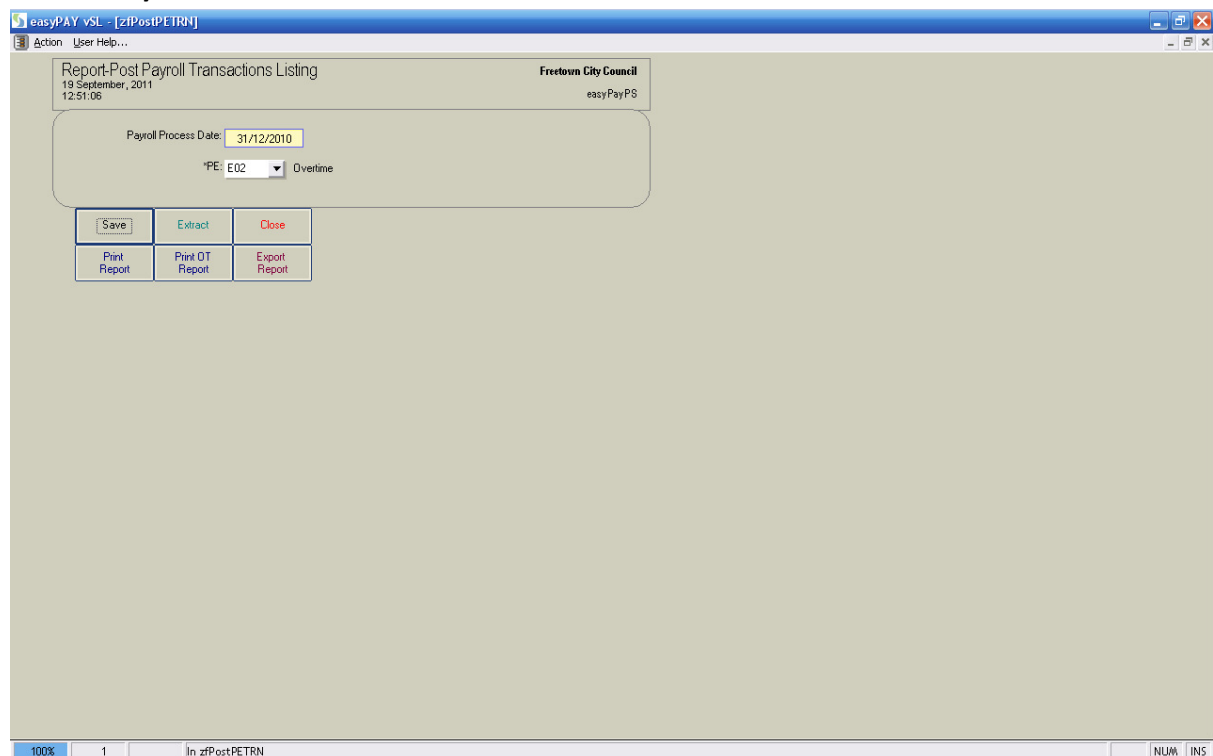 easyPAY vSL - [zfPostPETRN]
Action User Help...
Report-Post Payroll Transactions Listing
Freetown City Council
19 September, 2011
12:51:06
easyPayPS
Payroll Process Date: 31/12/2010
*PE: E02 Overtime
Save Extract Close
Print Report Print OT Report Export Report
100% 1 In zfPostPETRN NUM INS